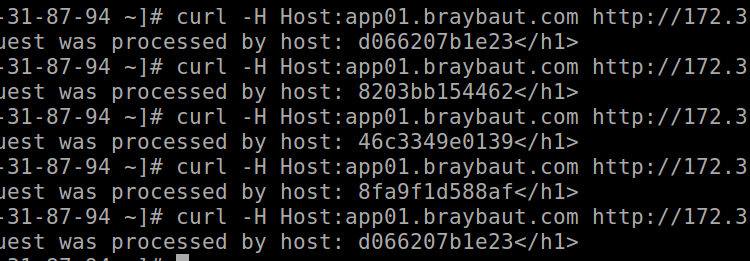 -31-87-94 ~]# curl -H Host:app01.braybaut.com http://172.3
uest was processed by host: d066207b1e23</h1>
-31-87-94 ~]# curl -H Host:app01.braybaut.com http://172.3
uest was processed by host: 8203bb154462</h1>
-31-87-94 ~]# curl -H Host:app01.braybaut.com http://172.3
uest was processed by host: 46c3349e0139</h1>
-31-87-94 ~]# curl -H Host:app01.braybaut.com http://172.3
uest was processed by host: 8fa9f1d588af</h1>
-31-87-94 ~]# curl -H Host:app01.braybaut.com http://172.3
uest was processed by host: d066207b1e23</h1>
-31-87-94 ~]#